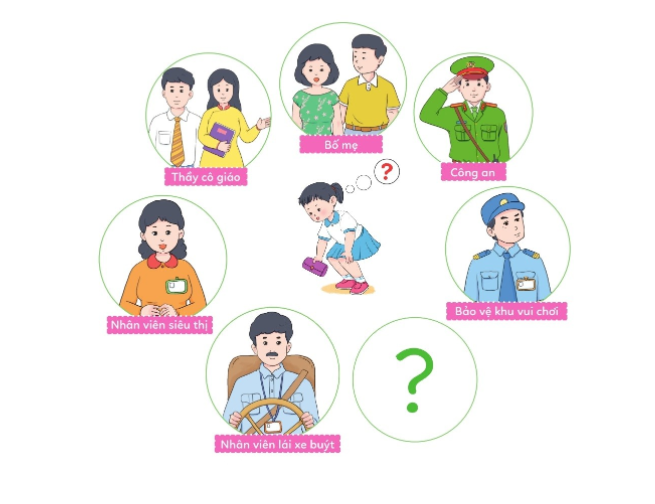 Bố mẹ
Thầy cô giáo
Công an
?
Nhân viên siêu thị
Bảo vệ khu vui chơi
?
Nhân viên lái xe buýt